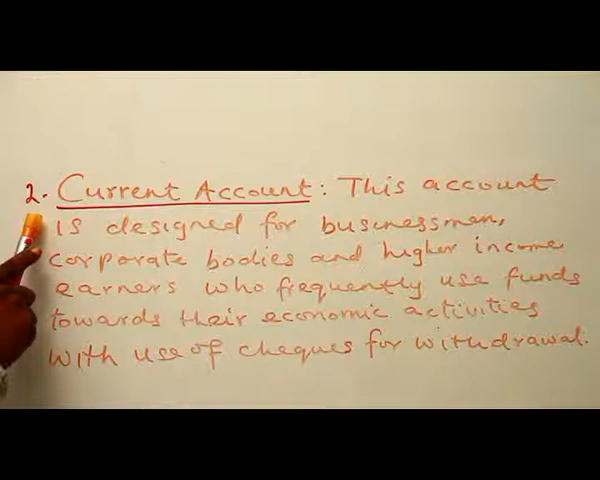 2. Current Account: This account
is designed for businessmen,
corporate bodies and higher income
earners who frequently use funds
towards their economic activities
with use of cheques for withdrawal.